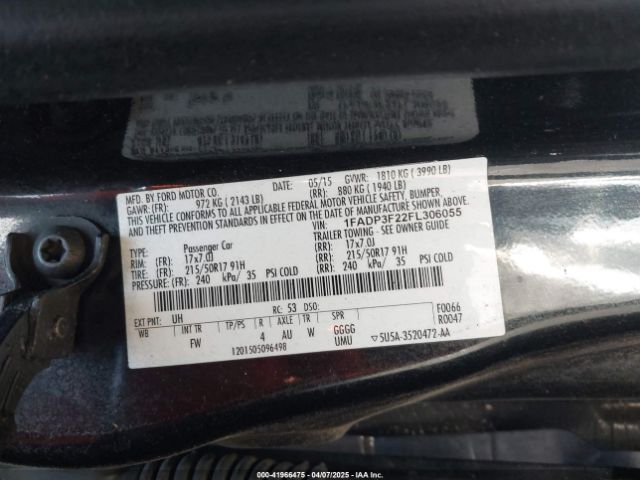 MFD. BY FORD MOTOR CO.
05/15 GVWR: 1810 KG ( 3990 LB)
GAWR:(FR) 972 KG ( 2143 LB) (RR) 880 KG ( 1940 LB)
THIS VEHICLE CONFORMS TO ALL APPLICABLE FEDERAL MOTOR VEHICLE SAFETY, BUMPER,
AND THEFT PREVENTION STANDARDS IN EFFECT ON THE DATE OF MANUFACTURE SHOWN ABOVE
VIN: 1FADP3F22FL306055
Passenger Car TRAILER TOWING - SEE OWNER GUIDE
RIM: (FR): 17x7.0J (RR): 17x7.0J
TIRE: (FR): 215/50R17 91H (RR): 215/50R17 91H
PRESSURE:(FR): 240 kPa/ 35 PSI COLD (RR): 240 kPa/ 35 PSI COLD
EXT PNT: UH RC: 53 DSO: F0066
WB INT TR TP/PS R AXLE TR SPR R0047
FW 4 AU W GGGG
UMU
1201505096498 5U5A-3520472-AA
000-41966475 - 04/07/2025 - IAAI.COM